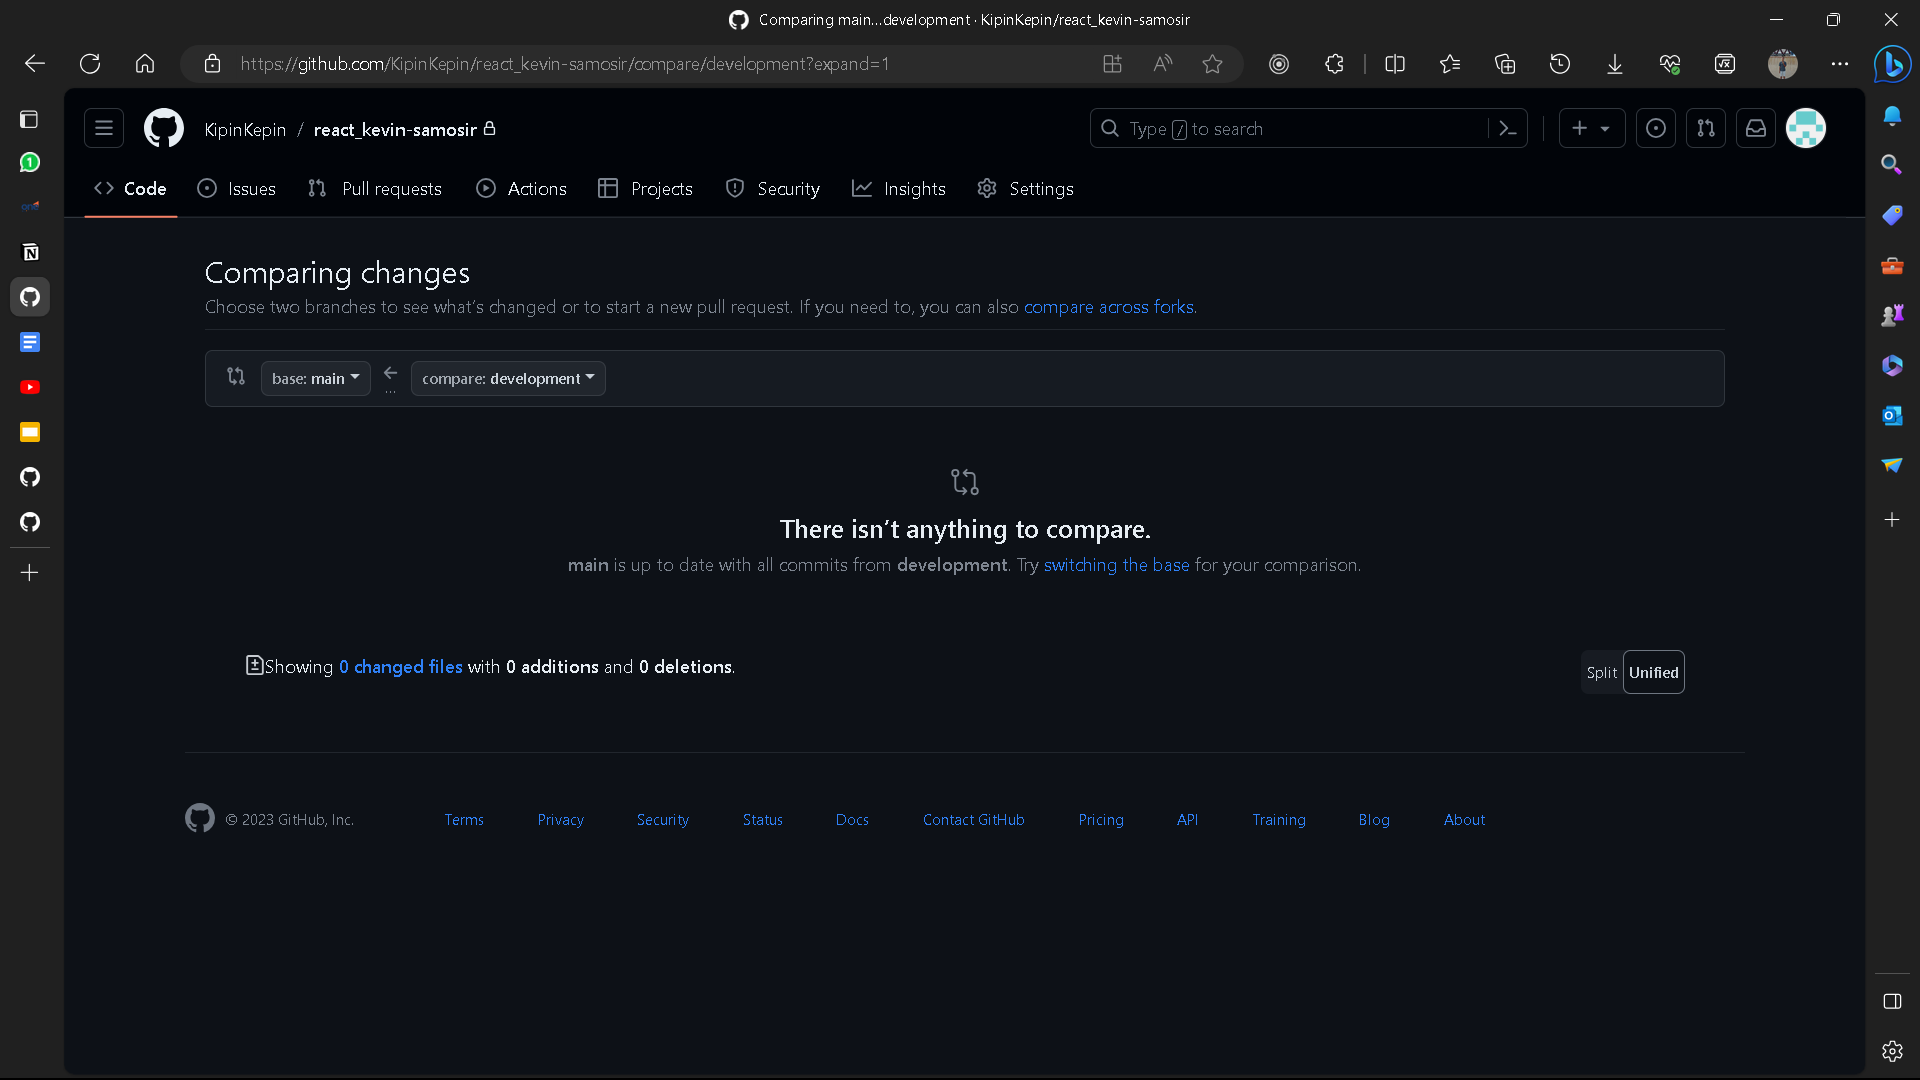 Comparing main...development · KipinKepin/react_kevin-samosir
https://github.com/KipinKepin/react_kevin-samosir/compare/development?expand=1
KipinKepin / react_kevin-samosir
Type / to search
Code Issues Pull requests Actions Projects Security Insights Settings
Comparing changes
Choose two branches to see what's changed or to start a new pull request. If you need to, you can also compare across forks.
base: main ... compare: development
There isn't anything to compare.
main is up to date with all commits from development. Try switching the base for your comparison.
Showing 0 changed files with 0 additions and 0 deletions.
Split Unified
© 2023 GitHub, Inc. Terms Privacy Security Status Docs Contact GitHub Pricing API Training Blog About